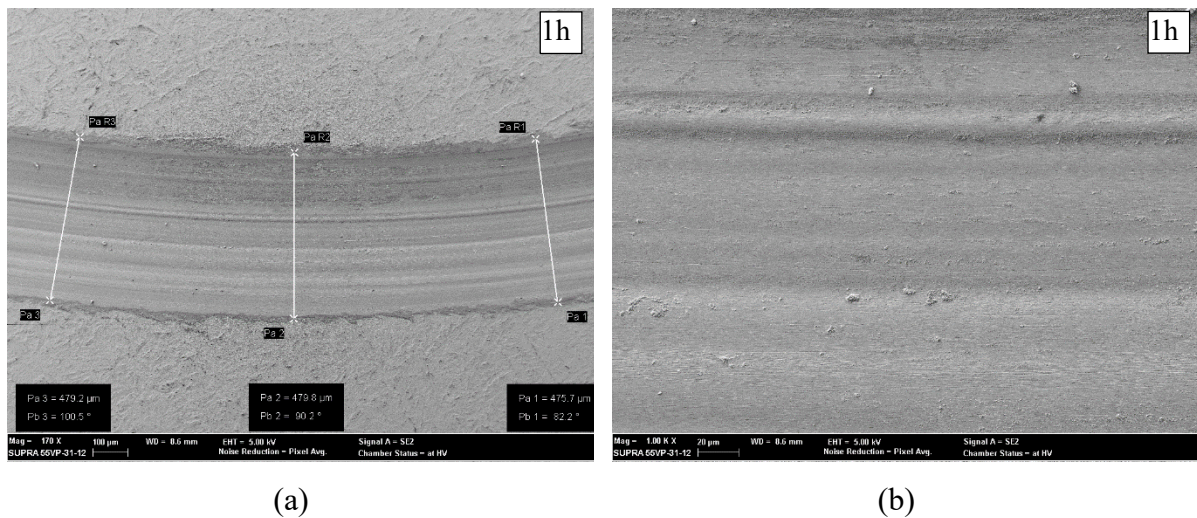 1h
Pa R3
Pa R2
Pa R1
Pa 3
Pa 2
Pa 1
Pa 3 = 479.2 µm
Pb 3 = 100.5 °
Pa 2 = 479.8 µm
Pb 2 = 90.2 °
Pa 1 = 475.7 µm
Pb 1 = 82.2 °
Mag = 170 X 100 µm WD = 8.6 mm EHT = 5.00 kV Signal A = SE2
SUPRA 55VP-31-12 Noise Reduction = Pixel Avg. Chamber Status = at HV
(a)
1h
Mag = 1.00 K X 20 µm WD = 8.6 mm EHT = 5.00 kV Signal A = SE2
SUPRA 55VP-31-12 Noise Reduction = Pixel Avg. Chamber Status = at HV
(b)